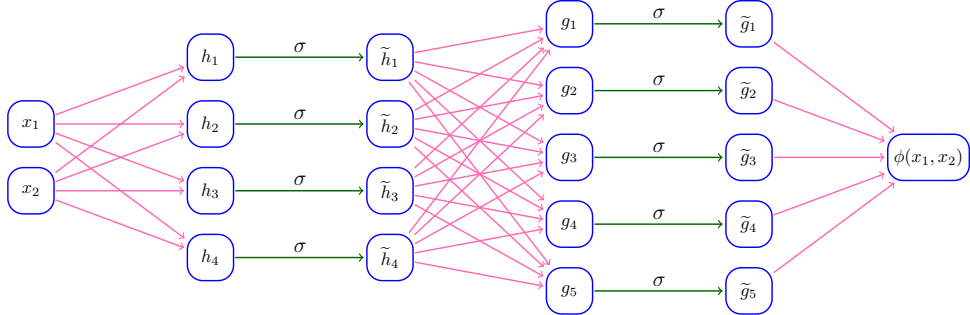 x₁
x₂
h₁
h₂
h₃
h₄
σ
σ
σ
σ
h̃₁
h̃₂
h̃₃
h̃₄
g₁
g₂
g₃
g₄
g₅
σ
σ
σ
σ
σ
g̃₁
g̃₂
g̃₃
g̃₄
g̃₅
ϕ(x₁, x₂)